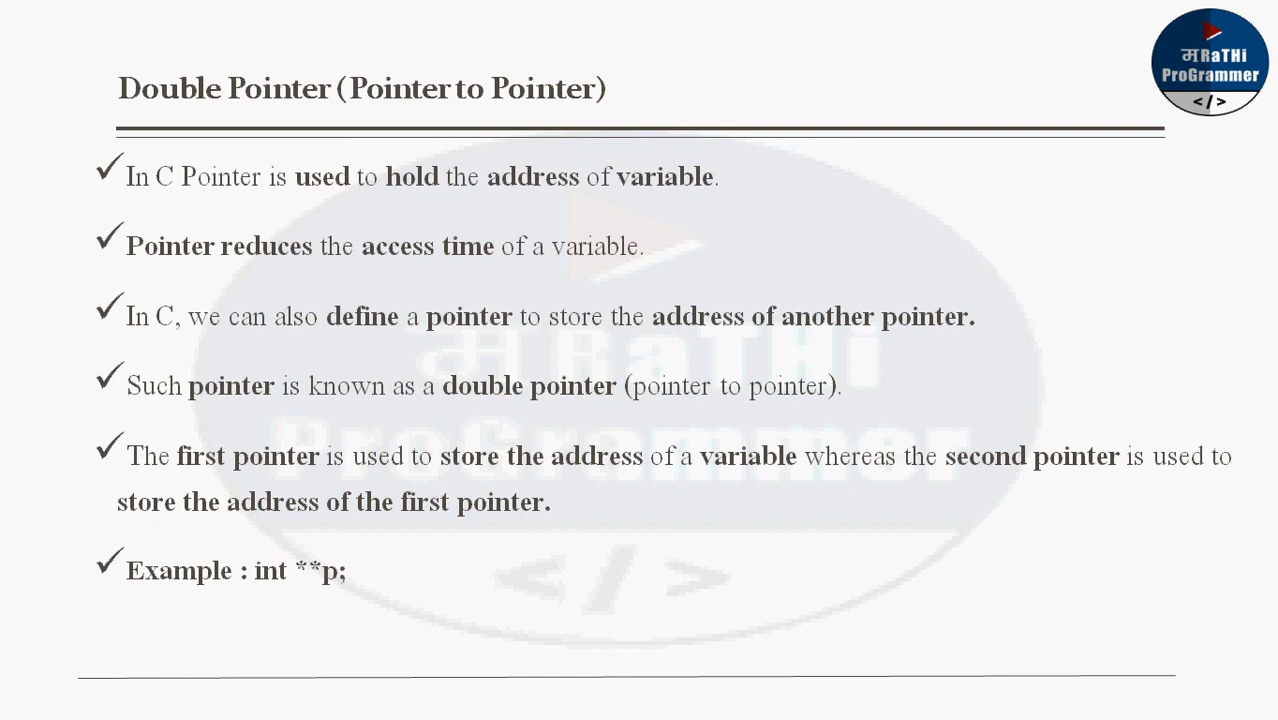 मRaTHi
ProGrammer
</>
Double Pointer (Pointer to Pointer)
In C Pointer is used to hold the address of variable.
Pointer reduces the access time of a variable.
In C, we can also define a pointer to store the address of another pointer.
Such pointer is known as a double pointer (pointer to pointer).
The first pointer is used to store the address of a variable whereas the second pointer is used to
store the address of the first pointer.
Example : int **p;
मRaTHi
ProGrammer
</>